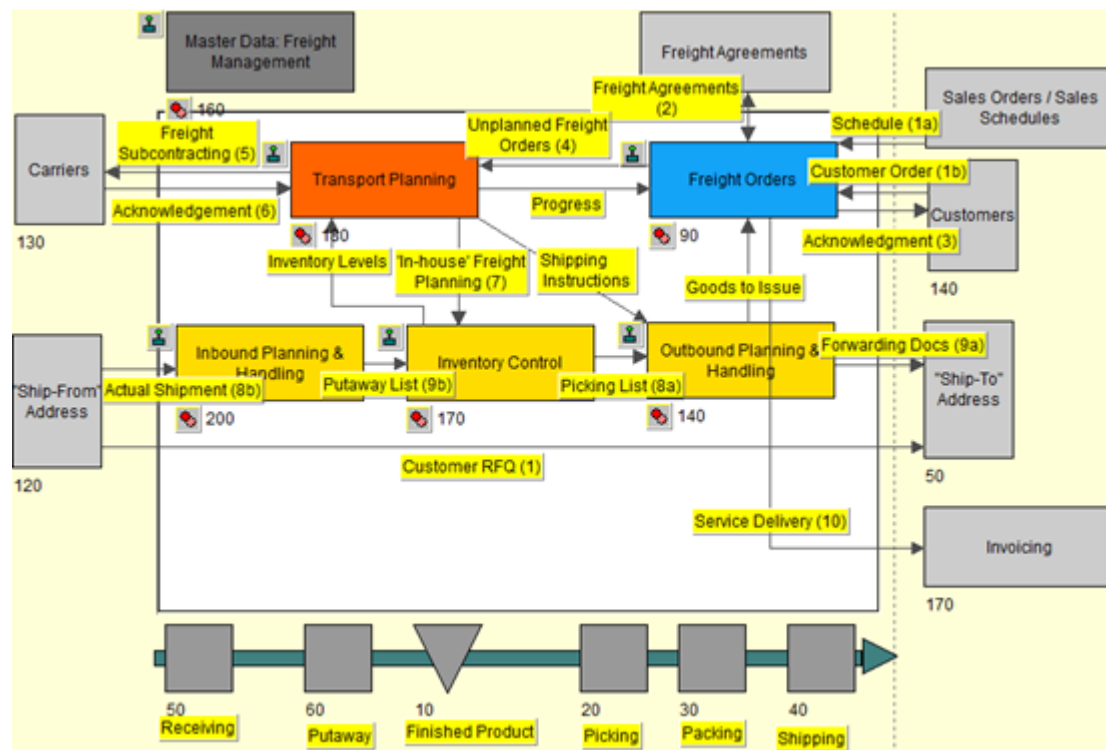 Master Data: Freight
Management
160
Freight Agreements
Freight Agreements
(2)
Sales Orders / Sales
Schedules
Schedule (1a)
Carriers
130
Freight
Subcontracting (5)
Acknowledgement (6)
Transport Planning
180
Unplanned Freight
Orders (4)
Progress
Freight Orders
90
Customer Order (1b)
Customers
Acknowledgment (3)
140
Inventory Levels
'In-house' Freight
Planning (7)
Shipping
Instructions
Goods to Issue
"Ship-From"
Address
120
Actual Shipment (8b)
Inbound Planning &
Handling
200
Putaway List (9b)
Inventory Control
170
Picking List (8a)
Outbound Planning &
Handling
140
Forwarding Docs (9a)
"Ship-To"
Address
50
Customer RFQ (1)
Service Delivery (10)
Invoicing
170
50
Receiving
60
Putaway
10
Finished Product
20
Picking
30
Packing
40
Shipping